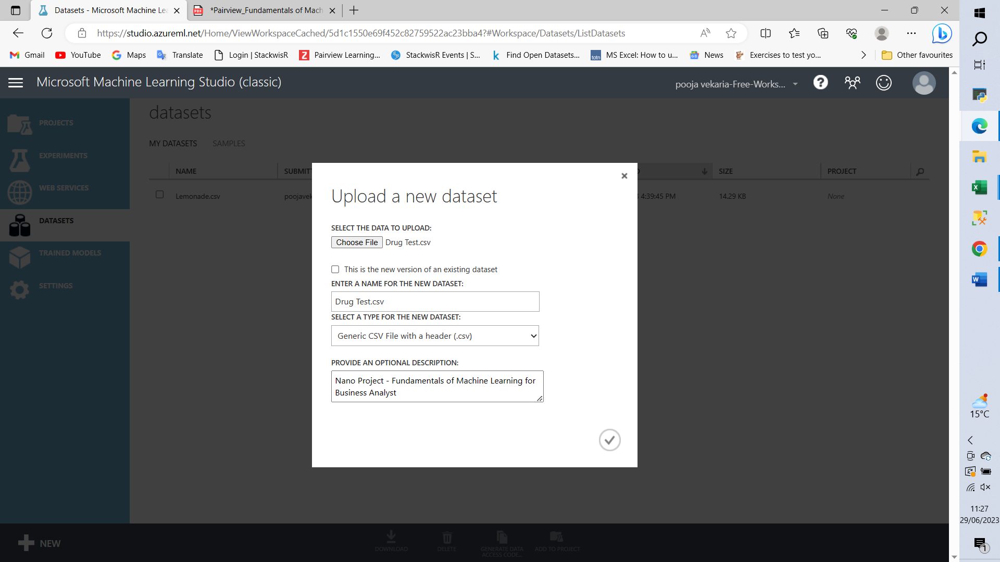 Datasets - Microsoft Machine Lea
*Pairview_Fundamentals of Mach
https://studio.azureml.net/Home/ViewWorkspaceCached/5d1c1550e69f452c82759522ac23bba4?#Workspace/Datasets/ListDatasets
Gmail
YouTube
Maps
Translate
Login | StackwisR
Pairview Learning...
StackwisR Events | S...
Find Open Datasets...
MS Excel: How to u...
News
Exercises to test yo...
Other favourites
Microsoft Machine Learning Studio (classic)
pooja vekaria-Free-Works...
PROJECTS
EXPERIMENTS
WEB SERVICES
DATASETS
TRAINED MODELS
SETTINGS
datasets
MY DATASETS
SAMPLES
NAME
SUBMITT
SIZE
PROJECT
Lemonade.csv
poojavek
4:39:45 PM
14.29 KB
None
Upload a new dataset
SELECT THE DATA TO UPLOAD:
Choose File Drug Test.csv
This is the new version of an existing dataset
ENTER A NAME FOR THE NEW DATASET:
Drug Test.csv
SELECT A TYPE FOR THE NEW DATASET:
Generic CSV File with a header (.csv)
PROVIDE AN OPTIONAL DESCRIPTION:
Nano Project - Fundamentals of Machine Learning for
Business Analyst
NEW
DOWNLOAD
DELETE
GENERATE DATA
ACCESS CODE...
ADD TO PROJECT
15°C
11:27
29/06/2023
1